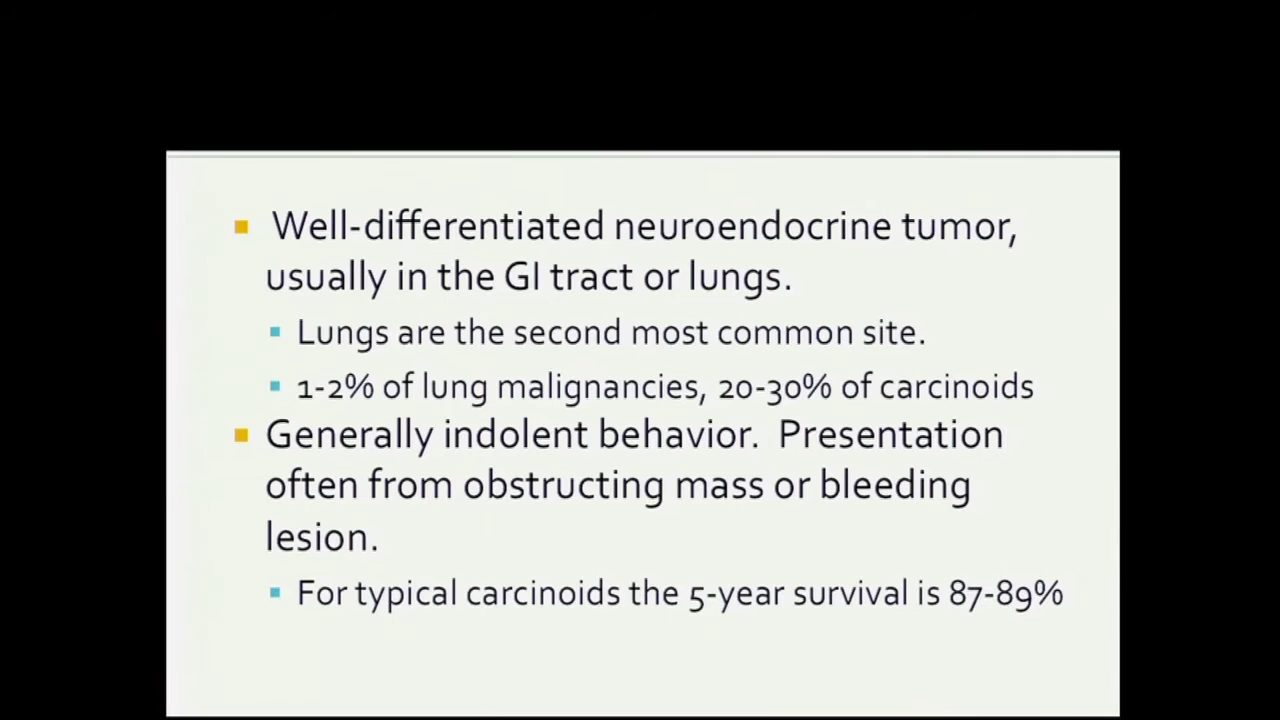 Well-differentiated neuroendocrine tumor,
usually in the GI tract or lungs.
Lungs are the second most common site.
1-2% of lung malignancies, 20-30% of carcinoids
Generally indolent behavior.  Presentation
often from obstructing mass or bleeding
lesion.
For typical carcinoids the 5-year survival is 87-89%